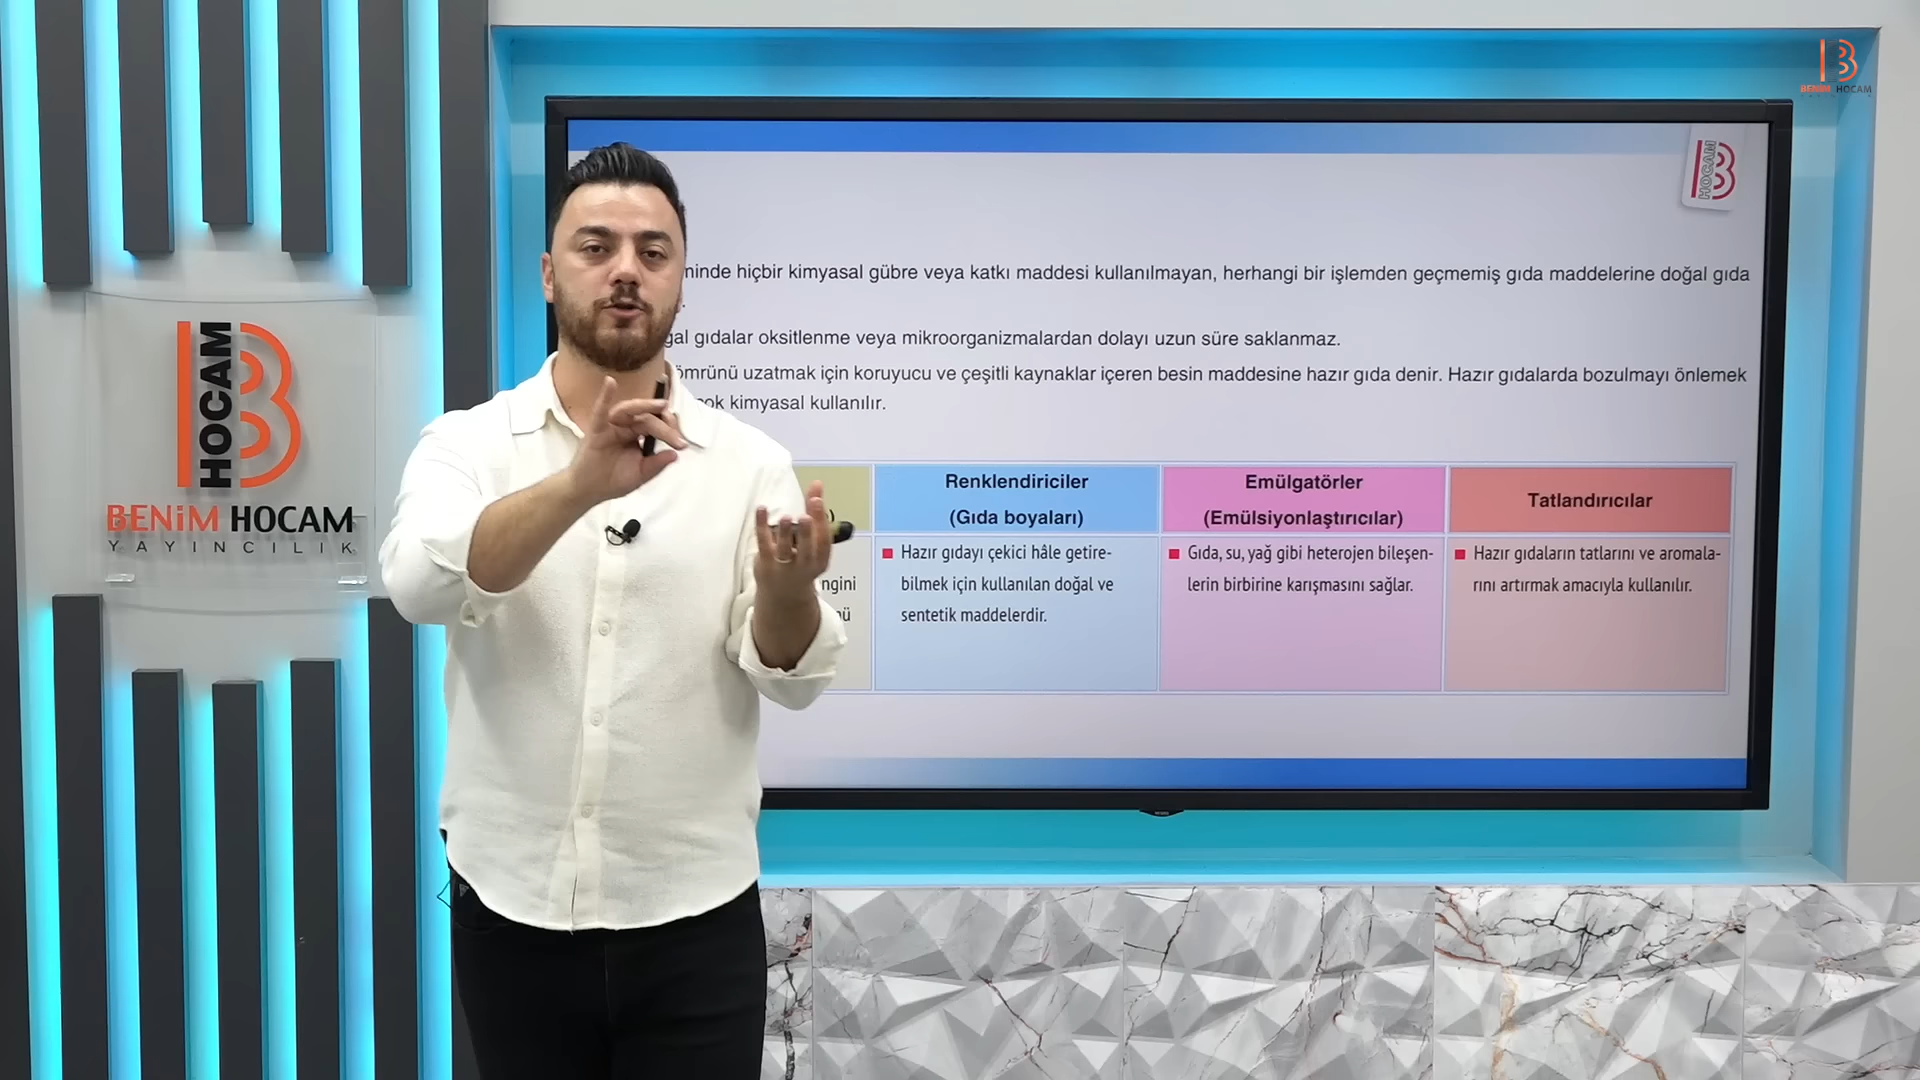 BENİM HOCAM
HOCAM
minde hiçbir kimyasal gübre veya katkı maddesi kullanılmayan, herhangi bir işlemden geçmemiş gıda maddelerine doğal gıda
gıdalar oksitlenme veya mikroorganizmalardan dolayı uzun süre saklanmaz.
ömrünü uzatmak için koruyucu ve çeşitli kaynaklar içeren besin maddesine hazır gıda denir. Hazır gıdalarda bozulmayı önlemek
kimyasal kullanılır.
Renklendiriciler
(Gıda boyaları)
Hazır gıdayı çekici hâle getire-
bilmek için kullanılan doğal ve
sentetik maddelerdir.
Emülgatörler
(Emülsiyonlaştırıcılar)
Gıda, su, yağ gibi heterojen bileşen-
lerin birbirine karışmasını sağlar.
Tatlandırıcılar
Hazır gıdaların tatlarını ve aromala-
rını artırmak amacıyla kullanılır.
HOCAM
BENİM HOCAM
YAYINCILIK